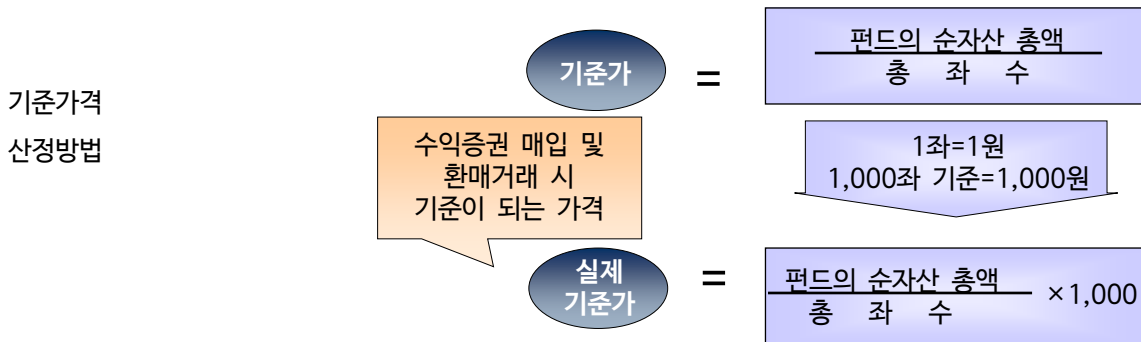 기준가격
산정방법
기준가
=
펀드의 순자산 총액
총 좌 수
수익증권 매입 및
환매거래 시
기준이 되는 가격
1좌=1원
1,000좌 기준=1,000원
실제
기준가
=
펀드의 순자산 총액
총 좌 수
×1,000